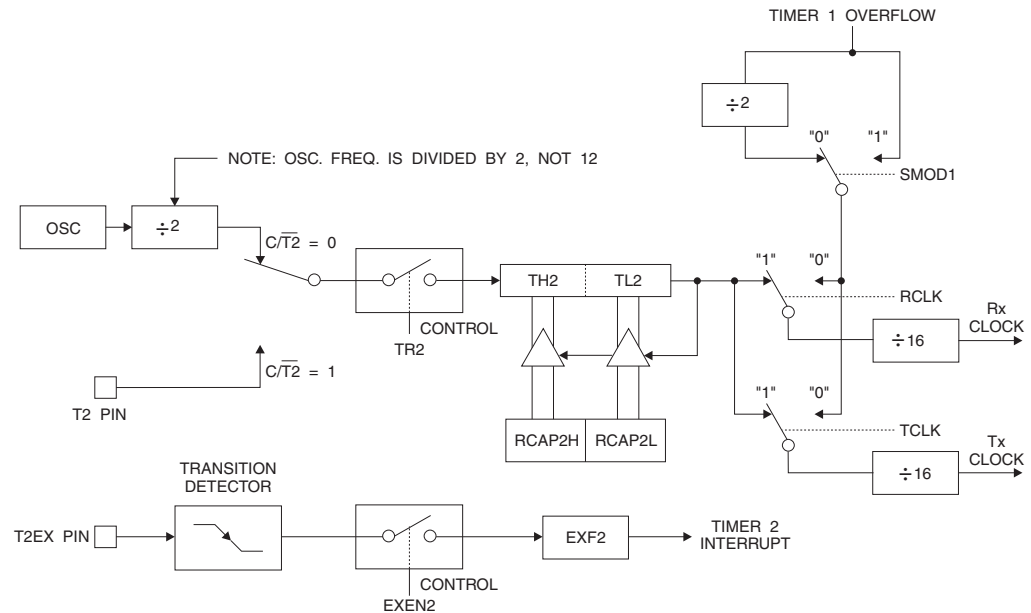 TIMER 1 OVERFLOW
÷2
"0" "1"
NOTE: OSC. FREQ. IS DIVIDED BY 2, NOT 12
SMOD1
OSC
÷2
C/T̅2̅ = 0
"1" "0"
TH2 TL2
RCLK
CONTROL
TR2
Rx
CLOCK
÷16
C/T̅2̅ = 1
T2 PIN
"1" "0"
RCAP2H RCAP2L
TCLK
Tx
CLOCK
÷16
TRANSITION
DETECTOR
T2EX PIN
EXF2
TIMER 2
INTERRUPT
CONTROL
EXEN2